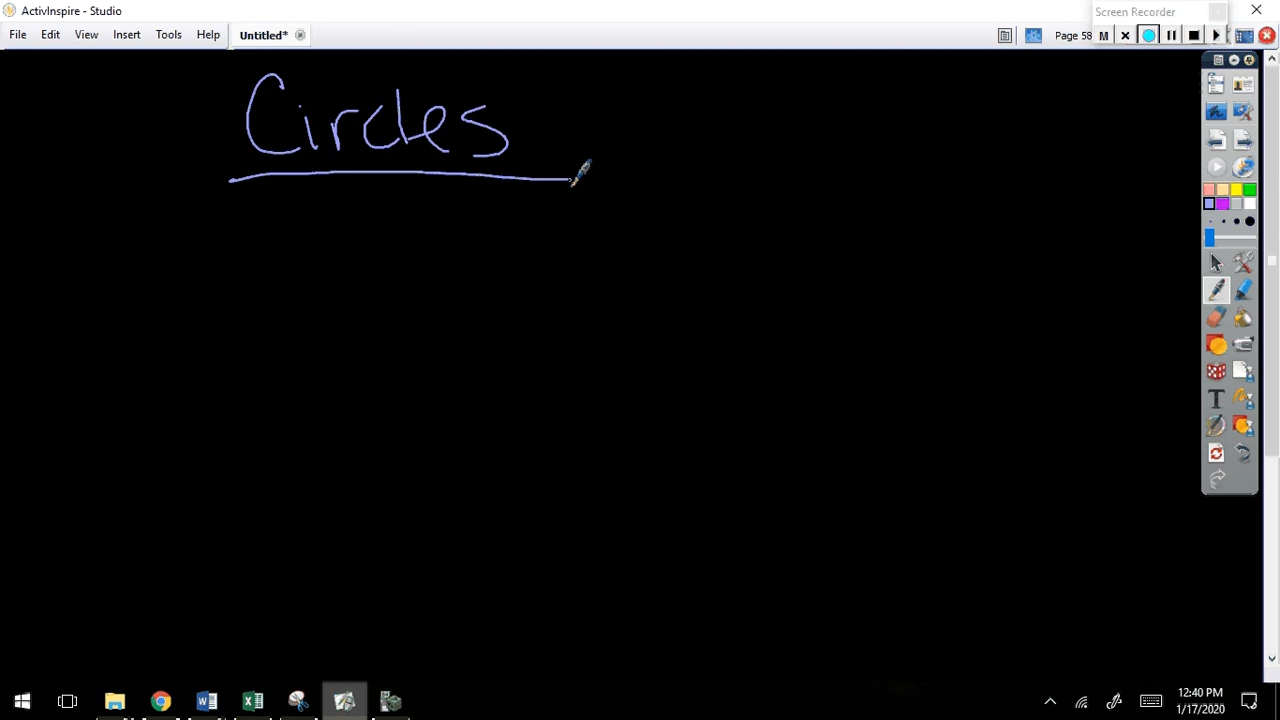 ActivInspire - Studio
Screen Recorder
File Edit View Insert Tools Help Untitled*
Page 58
M
Circles
T
12:40 PM
1/17/2020